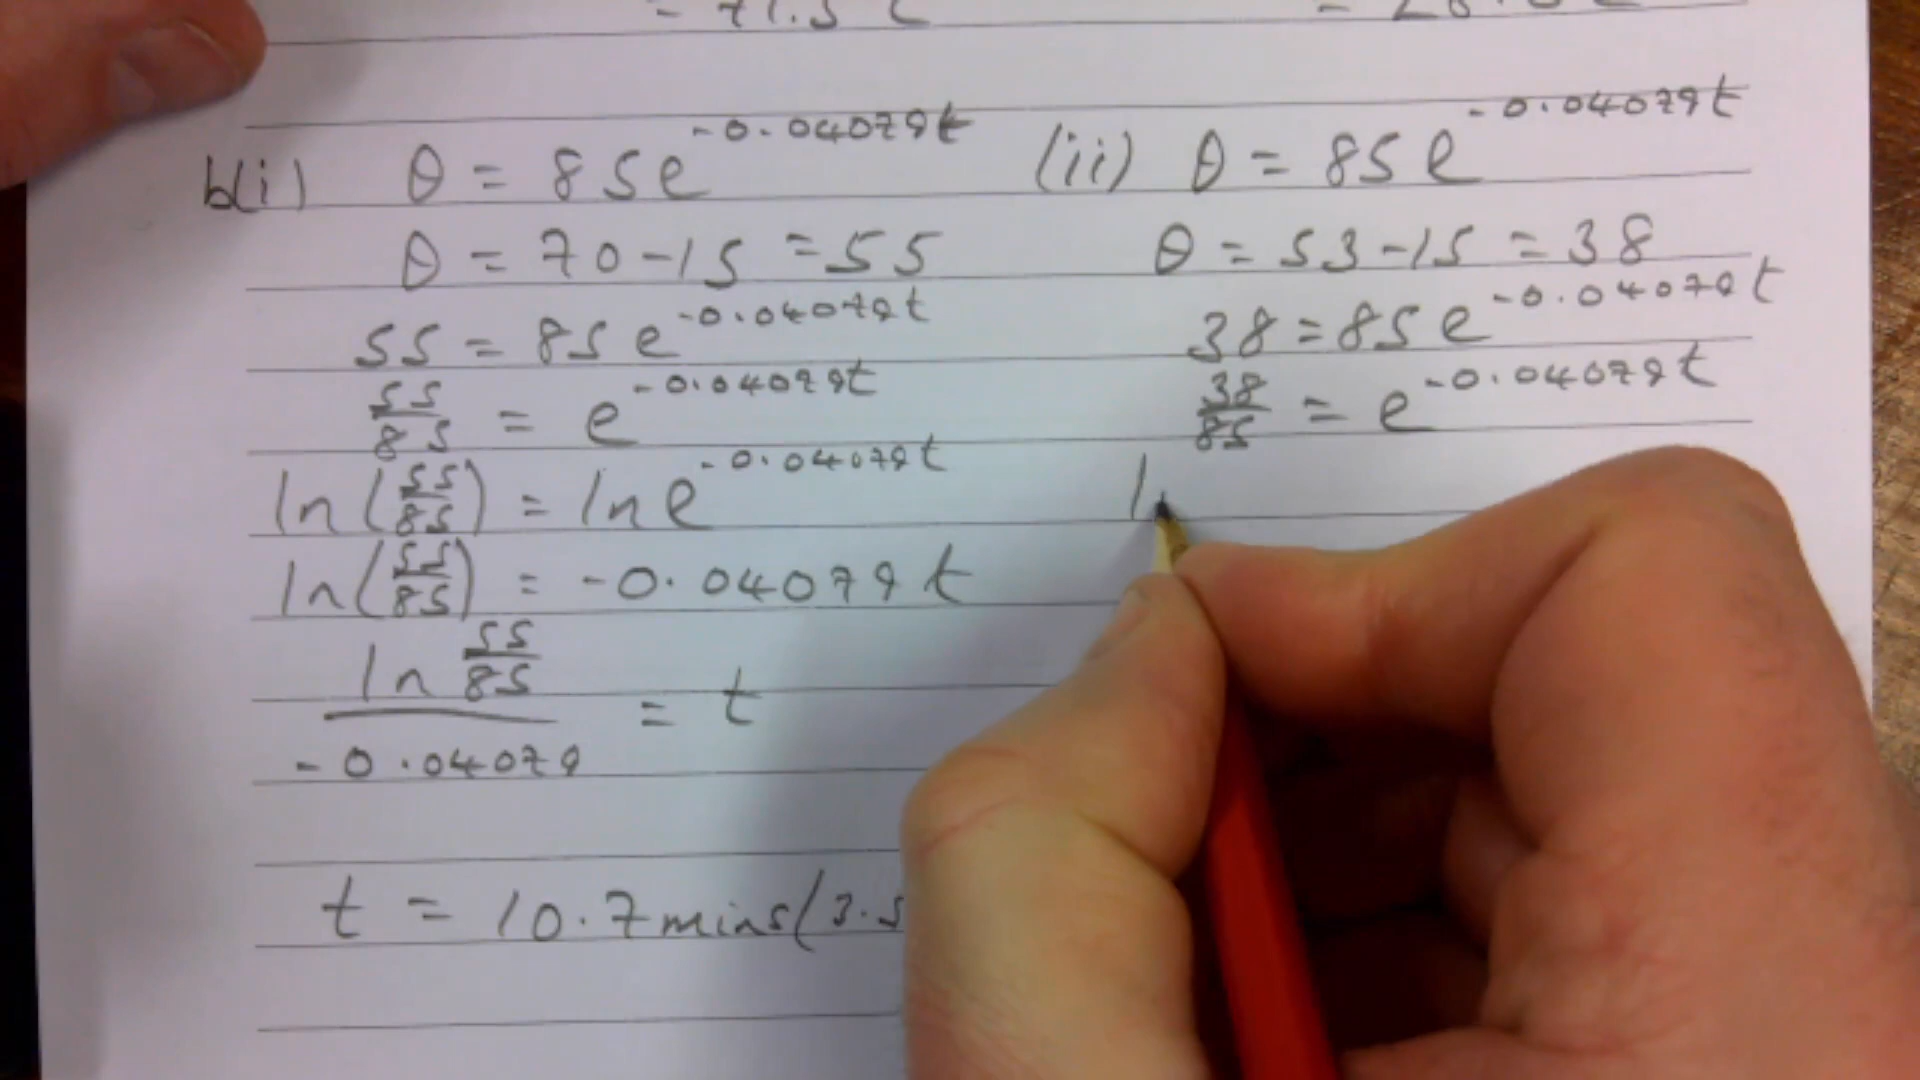 b(i) θ = 85e^-0.04079t
θ = 70-15 = 55
55 = 85e^-0.04079t
55/85 = e^-0.04079t
ln(55/85) = ln e^-0.04079t
ln(55/85) = -0.04079t
ln 55/85 / -0.04079 = t
t = 10.7 mins (3.s
(ii) θ = 85e^-0.04079t
θ = 53-15 = 38
38 = 85e^-0.04079t
38/85 = e^-0.04079t
l